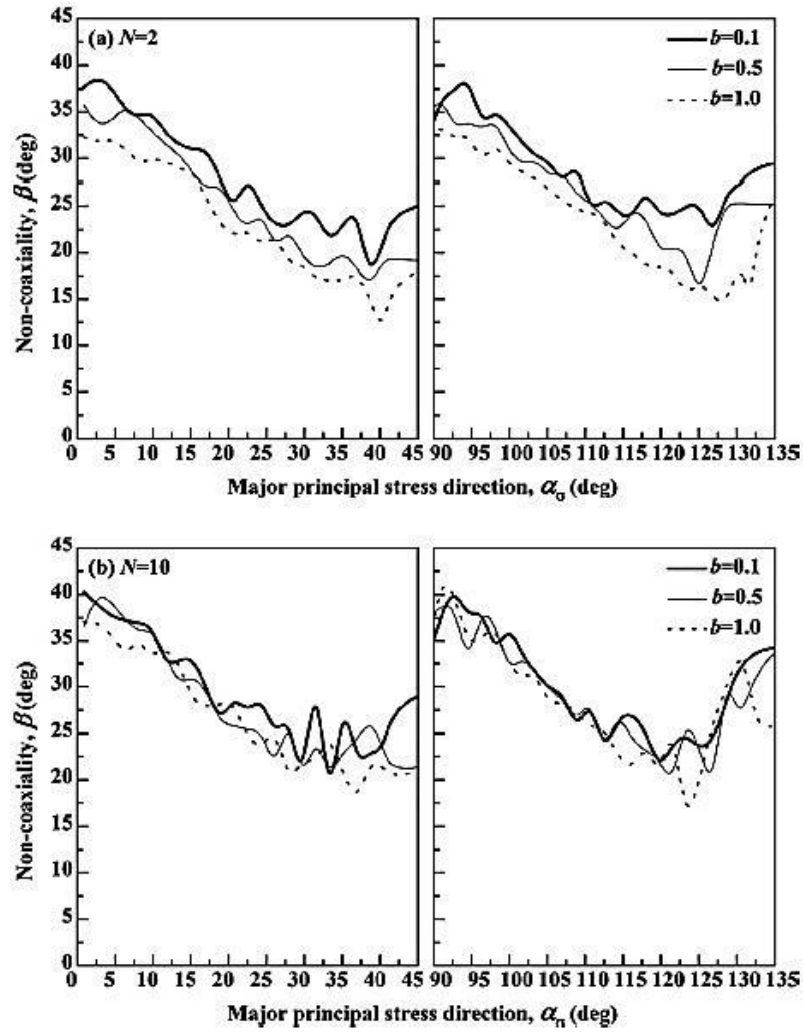 45
40
35
30
25
20
15
10
5
0
Non-coaxiality, β (deg)
(a) N=2
b=0.1
b=0.5
b=1.0
0 5 10 15 20 25 30 35 40 45 90 95 100 105 110 115 120 125 130 135
Major principal stress direction, ασ (deg)
45
40
35
30
25
20
15
10
5
0
Non-coaxiality, β (deg)
(b) N=10
b=0.1
b=0.5
b=1.0
0 5 10 15 20 25 30 35 40 45 90 95 100 105 110 115 120 125 130 135
Major principal stress direction, ασ (deg)